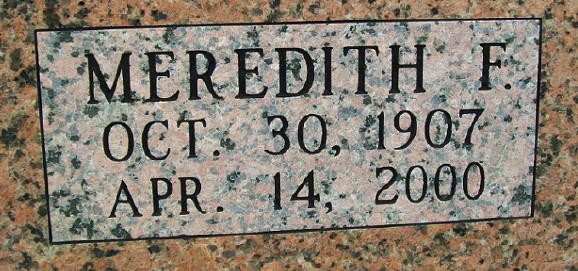 MEREDITH F.
OCT. 30, 1907
APR. 14, 2000